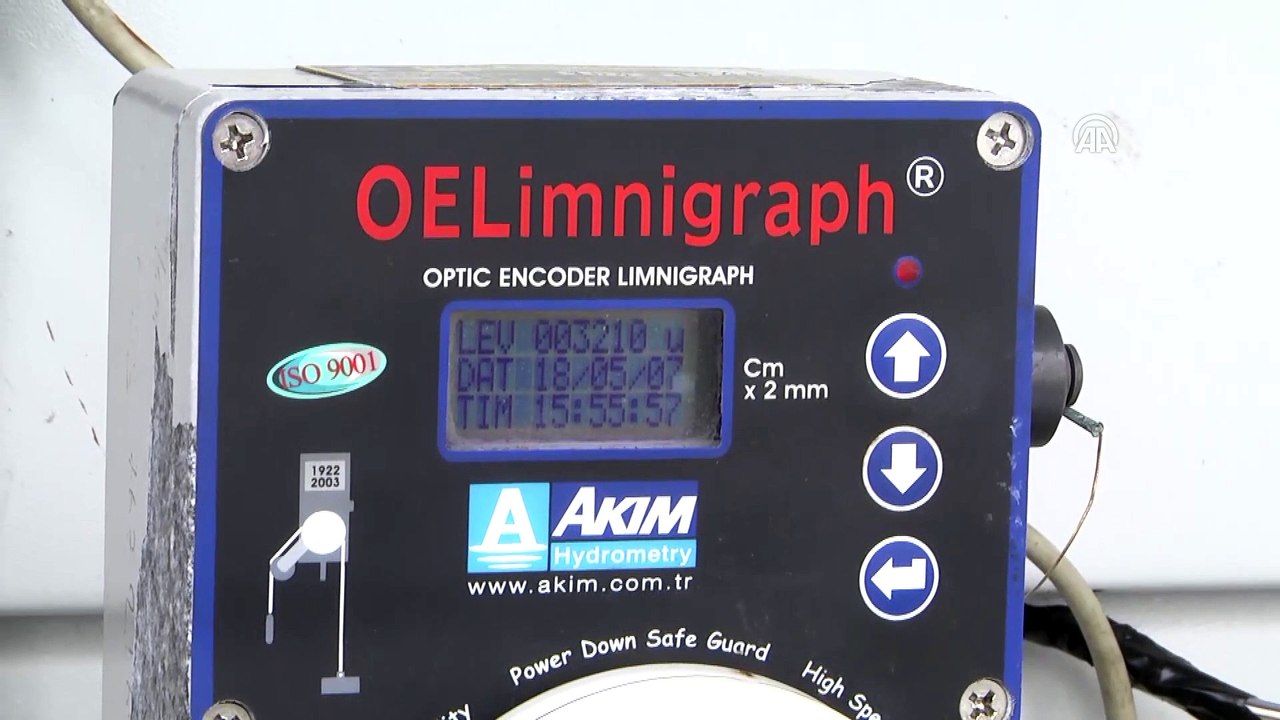 AA
OELimnigraph®
OPTIC ENCODER LIMNIGRAPH
LEV 003210 u
DAT 18/05/07
TIM 15:55:57
Cm
x 2 mm
ISO 9001
1922
2003
A AKIM
Hydrometry
www.akim.com.tr
Power Down Safe Guard
High